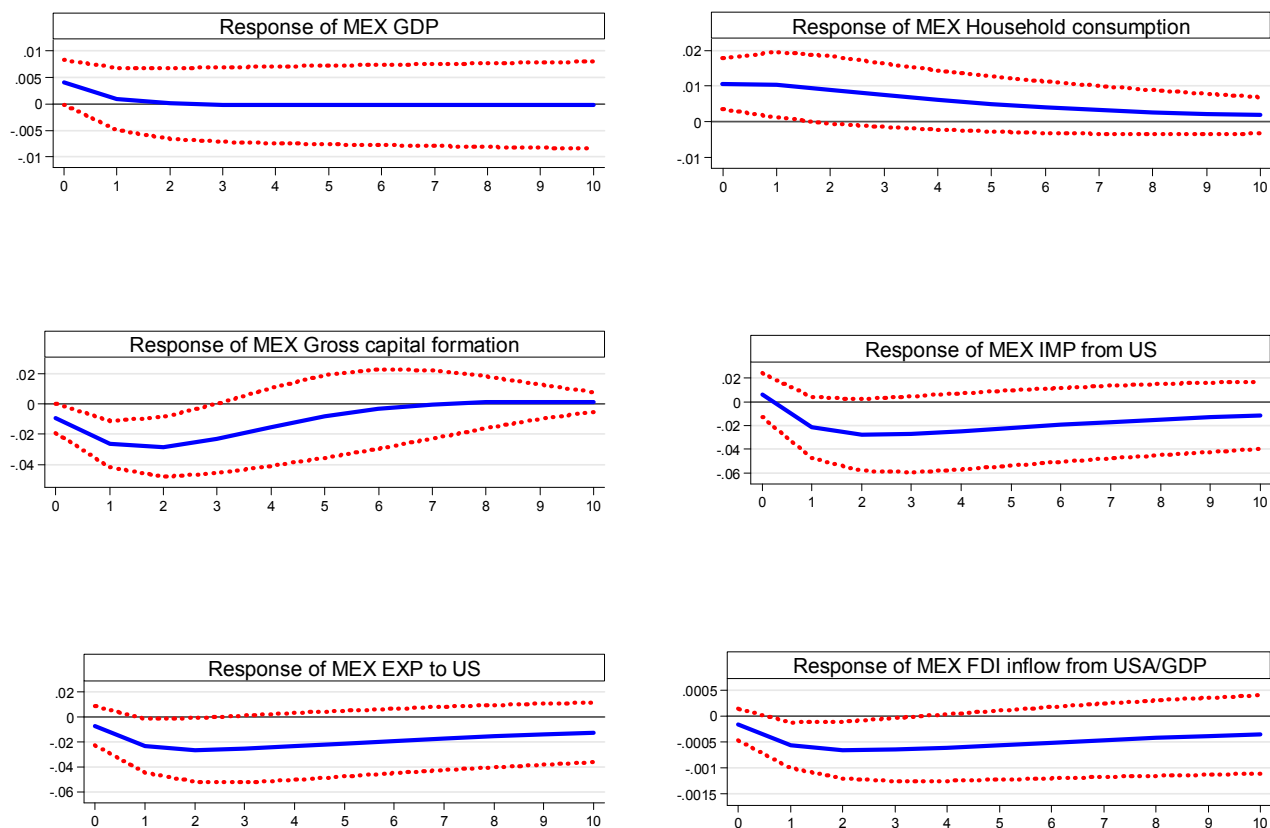 Response of MEX GDP
.01
.005
0
-.005
-.01
0 1 2 3 4 5 6 7 8 9 10
Response of MEX Household consumption
.02
.01
0
-.01
0 1 2 3 4 5 6 7 8 9 10
Response of MEX Gross capital formation
.02
0
-.02
-.04
0 1 2 3 4 5 6 7 8 9 10
Response of MEX IMP from US
.02
0
-.02
-.04
-.06
0 1 2 3 4 5 6 7 8 9 10
Response of MEX EXP to US
.02
0
-.02
-.04
-.06
0 1 2 3 4 5 6 7 8 9 10
Response of MEX FDI inflow from USA/GDP
.0005
0
-.0005
-.001
-.0015
0 1 2 3 4 5 6 7 8 9 10